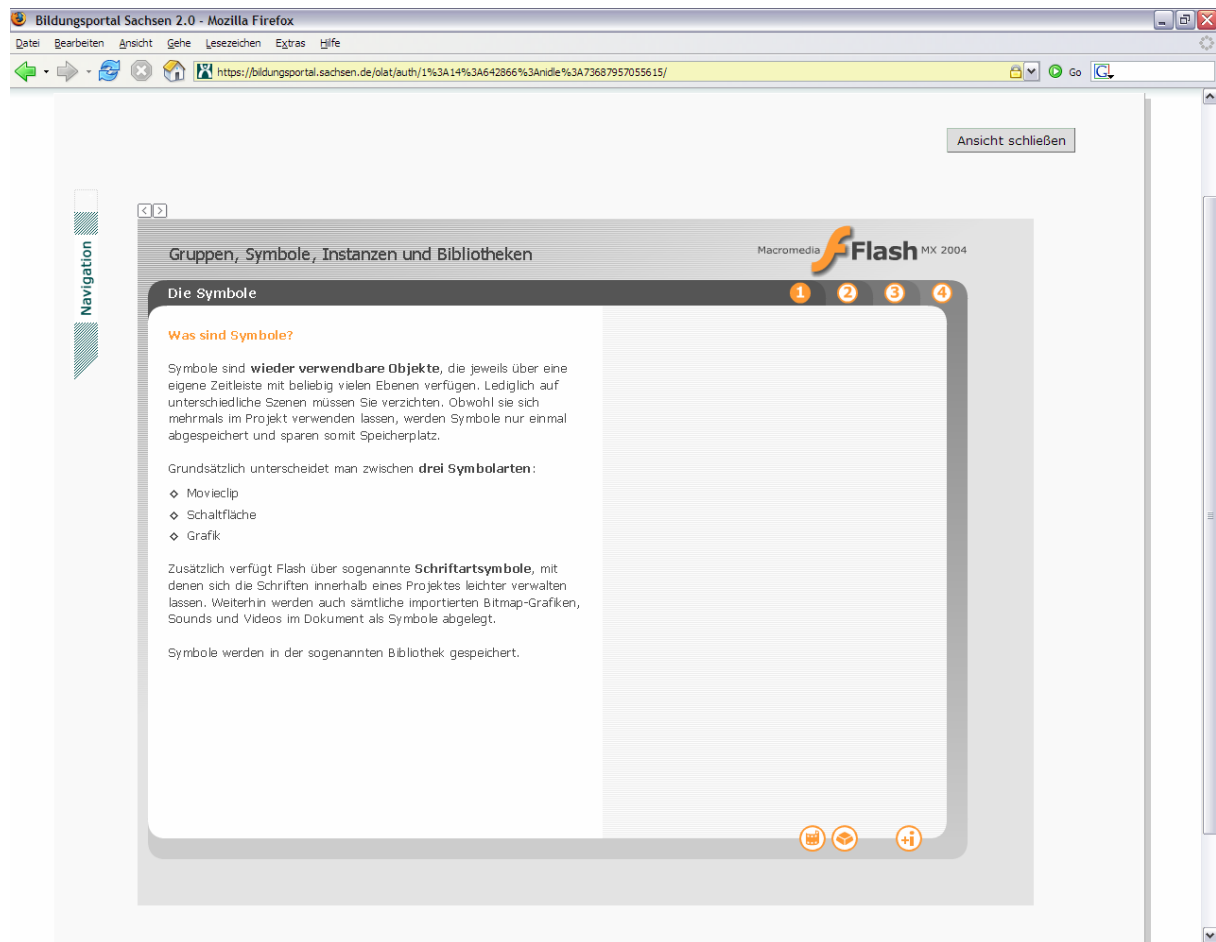 Bildungsportal Sachsen 2.0 - Mozilla Firefox
Datei Bearbeiten Ansicht Gehe Lesezeichen Extras Hilfe
https://bildungsportal.sachsen.de/olat/auth/1%3A14%3A642866%3Anidle%3A73687957055615/
Go
G
Ansicht schließen
Navigation
Gruppen, Symbole, Instanzen und Bibliotheken
Macromedia Flash MX 2004
Die Symbole
1 2 3 4
Was sind Symbole?
Symbole sind wieder verwendbare Objekte, die jeweils über eine
eigene Zeitleiste mit beliebig vielen Ebenen verfügen. Lediglich auf
unterschiedliche Szenen müssen Sie verzichten. Obwohl sie sich
mehrmals im Projekt verwenden lassen, werden Symbole nur einmal
abgespeichert und sparen somit Speicherplatz.
Grundsätzlich unterscheidet man zwischen drei Symbolarten:
Movieclip
Schaltfläche
Grafik
Zusätzlich verfügt Flash über sogenannte Schriftartsymbole, mit
denen sich die Schriften innerhalb eines Projektes leichter verwalten
lassen. Weiterhin werden auch sämtliche importierten Bitmap-Grafiken,
Sounds und Videos im Dokument als Symbole abgelegt.
Symbole werden in der sogenannten Bibliothek gespeichert.
+i